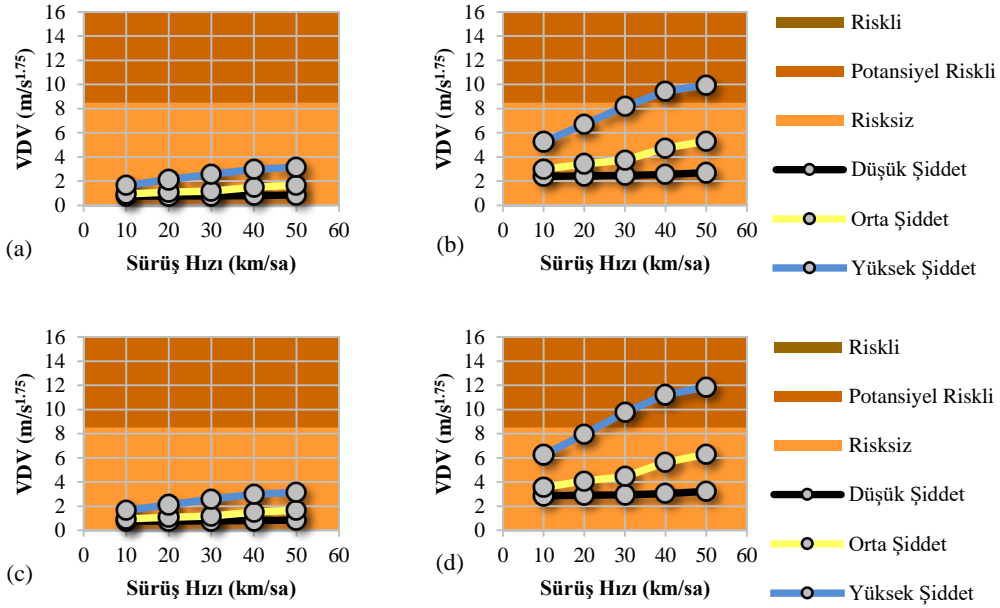 16
14
12
10
8
6
4
2
0
VDV (m/s1.75)
0 10 20 30 40 50 60
Sürüş Hızı (km/sa)
(a)
16
14
12
10
8
6
4
2
0
VDV (m/s1.75)
0 10 20 30 40 50 60
Sürüş Hızı (km/sa)
(b)
Riskli
Potansiyel Riskli
Risksiz
Düşük Şiddet
Orta Şiddet
Yüksek Şiddet
16
14
12
10
8
6
4
2
0
VDV (m/s1.75)
0 10 20 30 40 50 60
Sürüş Hızı (km/sa)
(c)
16
14
12
10
8
6
4
2
0
VDV (m/s1.75)
0 10 20 30 40 50 60
Sürüş Hızı (km/sa)
(d)
Riskli
Potansiyel Riskli
Risksiz
Düşük Şiddet
Orta Şiddet
Yüksek Şiddet